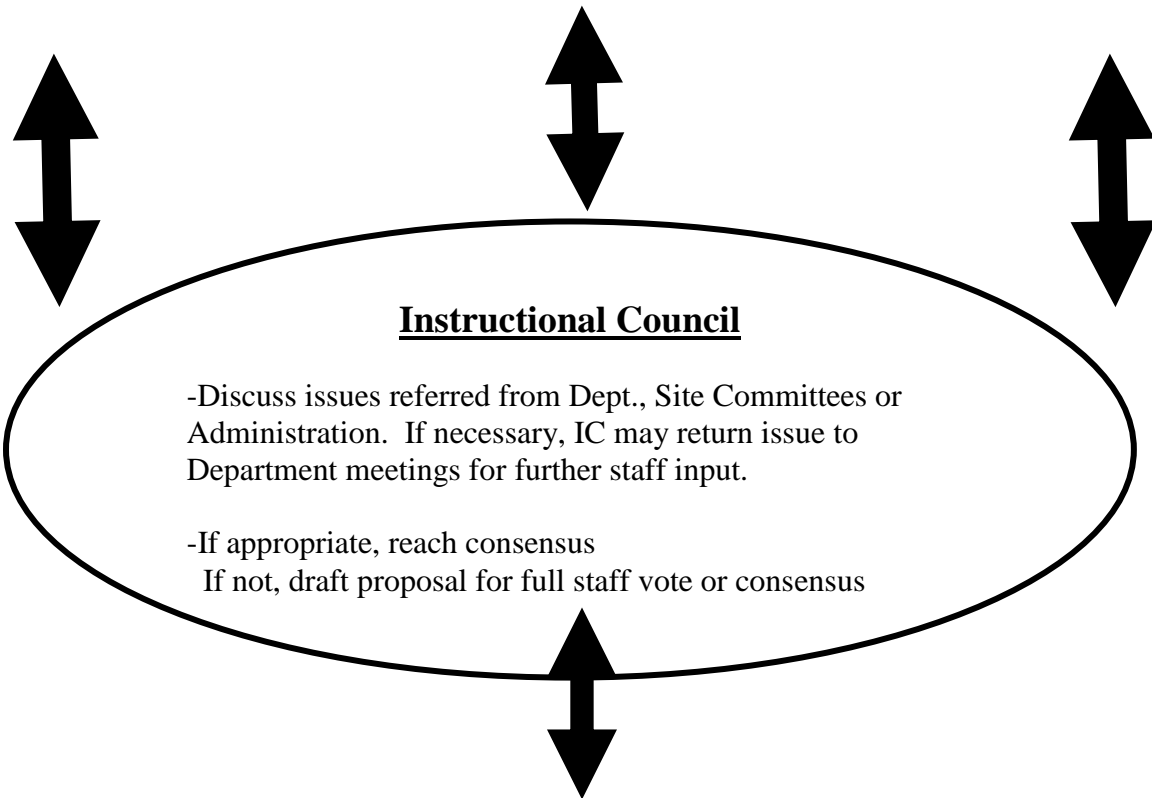 Instructional Council
-Discuss issues referred from Dept., Site Committees or
Administration.  If necessary, IC may return issue to
Department meetings for further staff input.
-If appropriate, reach consensus
If not, draft proposal for full staff vote or consensus